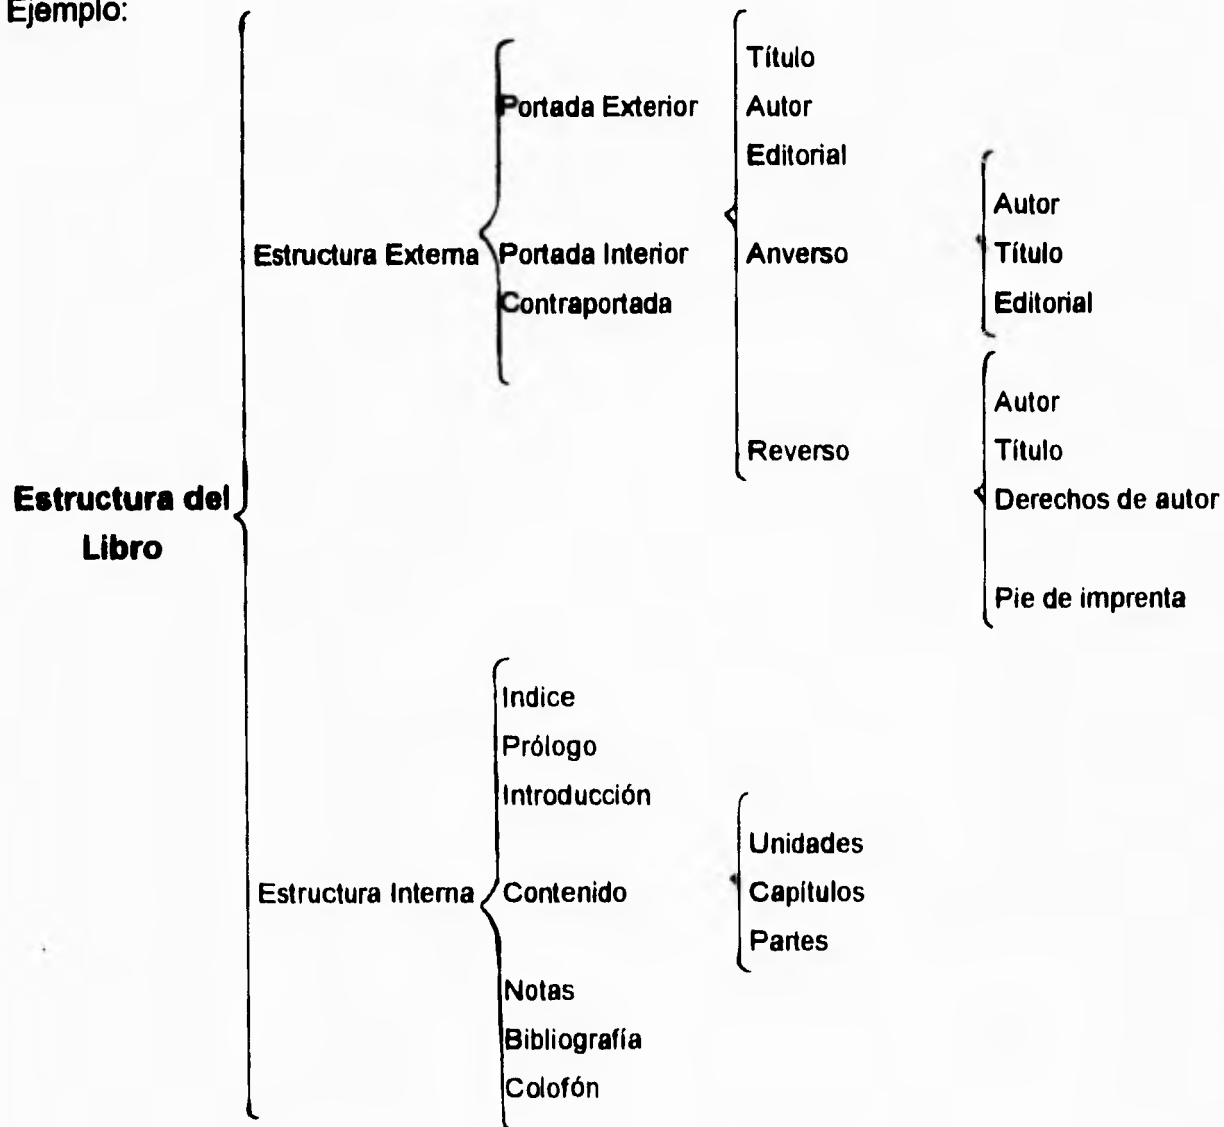 Ejemplo:
Estructura del
Libro
Estructura Externa
Portada Exterior
Título
Autor
Editorial
Portada Interior
Anverso
Autor
Título
Editorial
Reverso
Autor
Título
Derechos de autor
Pie de imprenta
Contraportada
Estructura Interna
Indice
Prólogo
Introducción
Contenido
Unidades
Capítulos
Partes
Notas
Bibliografía
Colofón